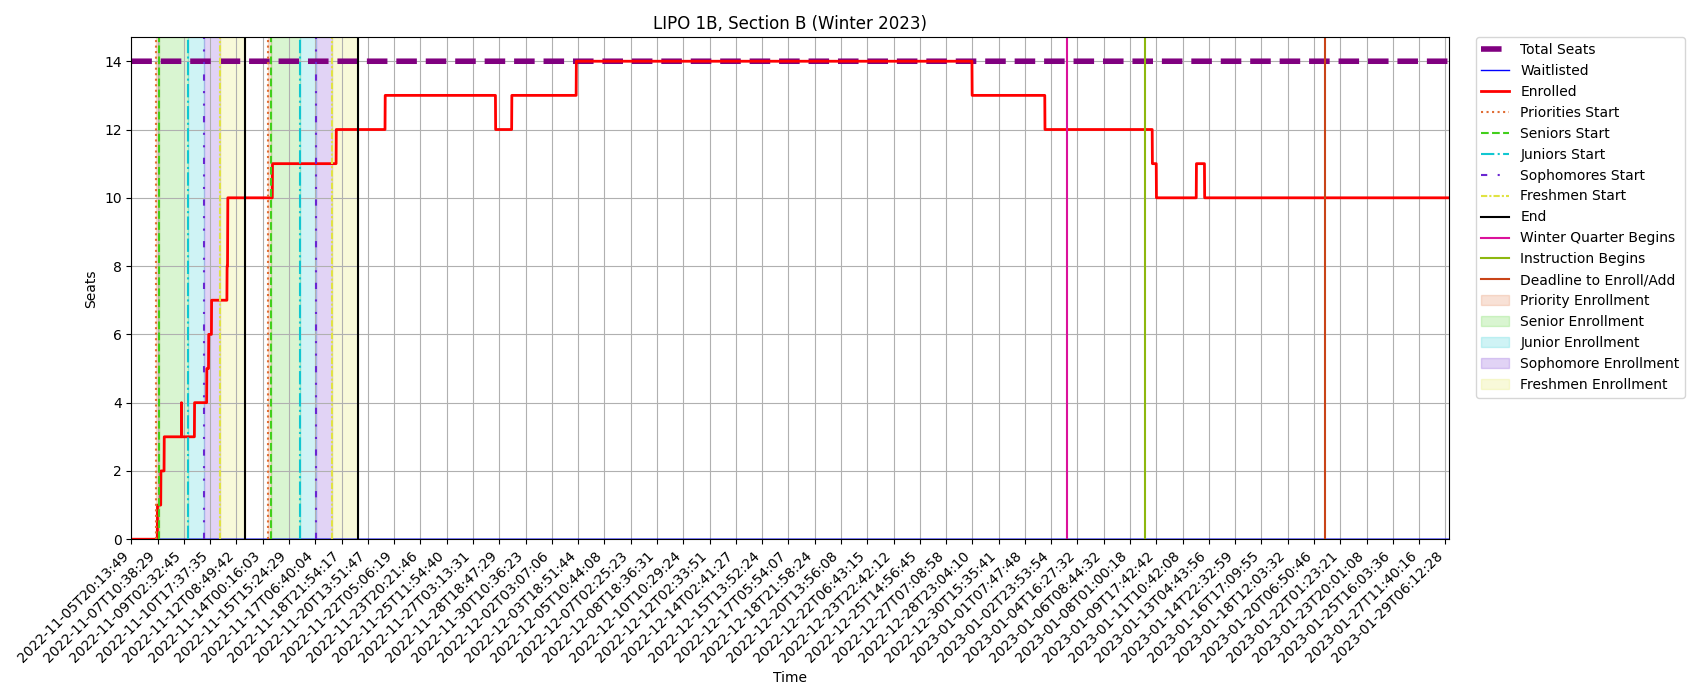 LIPO 1B, Section B (Winter 2023)
Seats
14
12
10
8
6
4
2
0
2022-11-05T20:13:49
2022-11-07T10:38:29
2022-11-09T02:32:45
2022-11-10T17:37:35
2022-11-12T08:49:42
2022-11-14T00:16:03
2022-11-15T15:24:29
2022-11-17T06:40:04
2022-11-18T21:54:17
2022-11-20T13:51:47
2022-11-22T05:06:19
2022-11-23T20:21:46
2022-11-25T11:54:40
2022-11-27T03:13:31
2022-11-28T18:47:29
2022-11-30T10:36:23
2022-12-02T03:07:06
2022-12-03T18:51:44
2022-12-05T10:44:08
2022-12-07T02:25:23
2022-12-08T18:36:31
2022-12-10T10:29:24
2022-12-12T02:33:51
2022-12-14T02:41:27
2022-12-15T13:52:24
2022-12-17T05:54:07
2022-12-18T21:58:24
2022-12-20T13:56:08
2022-12-22T06:43:15
2022-12-23T22:42:12
2022-12-25T14:56:45
2022-12-27T07:08:58
2022-12-28T23:04:10
2022-12-30T15:35:41
2023-01-01T07:47:48
2023-01-02T23:53:54
2023-01-04T16:27:32
2023-01-06T08:44:32
2023-01-08T01:00:18
2023-01-09T17:42:42
2023-01-11T10:42:08
2023-01-13T04:43:56
2023-01-14T22:32:59
2023-01-16T17:09:55
2023-01-18T12:03:32
2023-01-20T06:50:46
2023-01-22T01:23:21
2023-01-23T20:01:08
2023-01-25T16:03:36
2023-01-27T11:40:16
2023-01-29T06:12:28
Time
Total Seats
Waitlisted
Enrolled
Priorities Start
Seniors Start
Juniors Start
Sophomores Start
Freshmen Start
End
Winter Quarter Begins
Instruction Begins
Deadline to Enroll/Add
Priority Enrollment
Senior Enrollment
Junior Enrollment
Sophomore Enrollment
Freshmen Enrollment